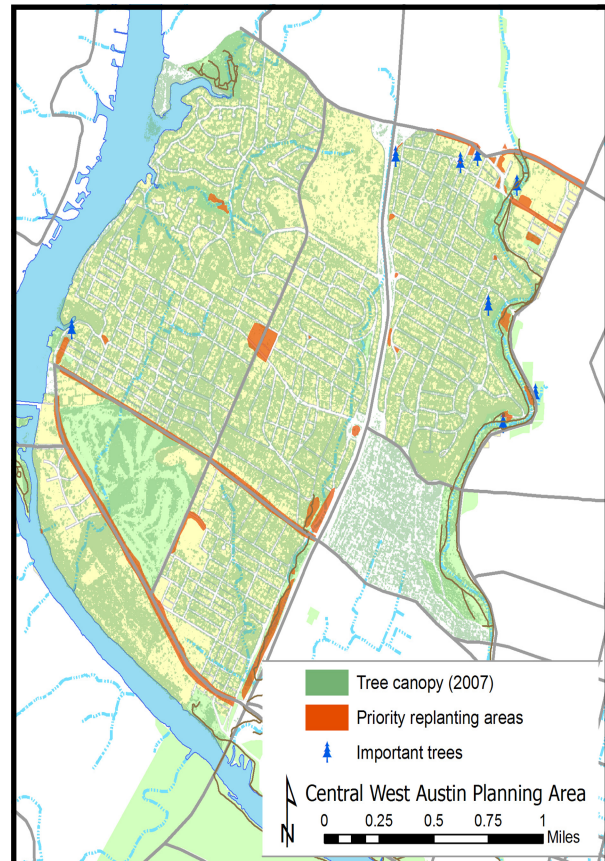 Tree canopy (2007)
Priority replanting areas
Important trees
N
Central West Austin Planning Area
0 0.25 0.5 0.75 1
Miles